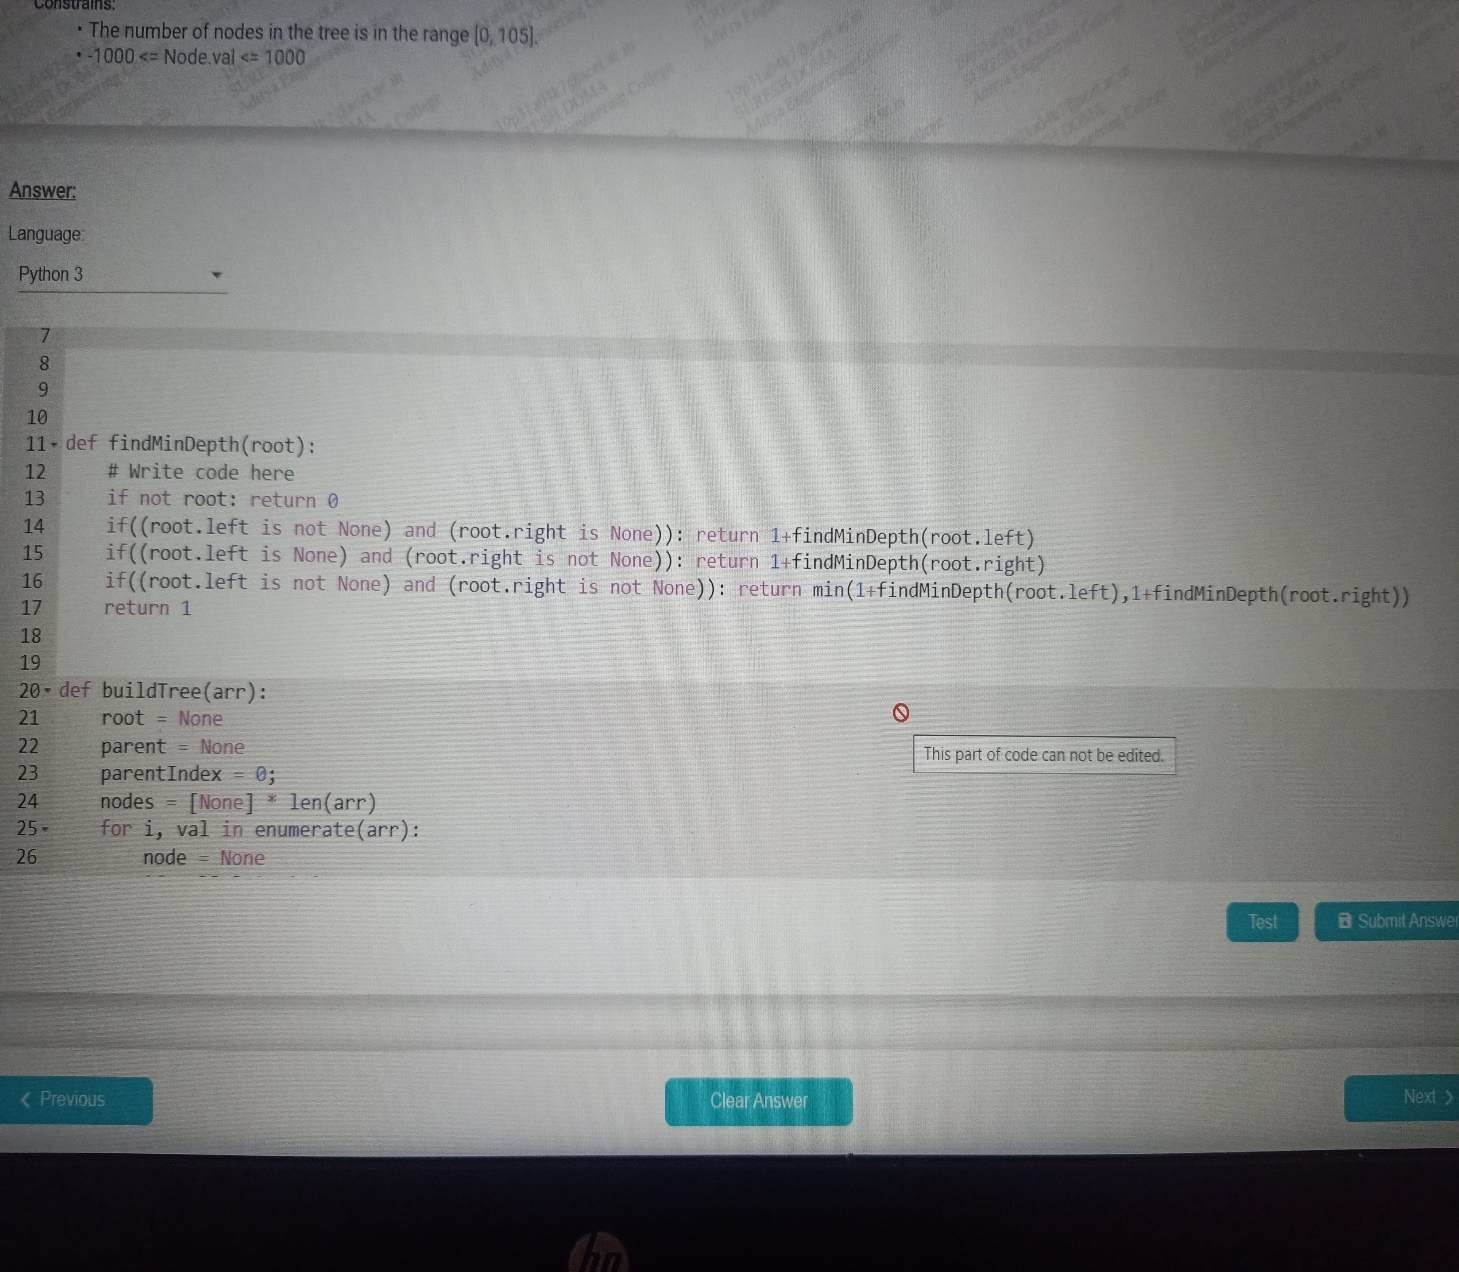 Constrains:
• The number of nodes in the tree is in the range [0, 105].
• -1000 <= Node.val <= 1000
Answer:
Language:
Python 3
7
8
9
10
11 def findMinDepth(root):
12 # Write code here
13 if not root: return 0
14 if((root.left is not None) and (root.right is None)): return 1+findMinDepth(root.left)
15 if((root.left is None) and (root.right is not None)): return 1+findMinDepth(root.right)
16 if((root.left is not None) and (root.right is not None)): return min(1+findMinDepth(root.left),1+findMinDepth(root.right))
17 return 1
18
19
20 def buildTree(arr):
21 root = None
22 parent = None
23 parentIndex = 0;
24 nodes = [None] * len(arr)
25 for i, val in enumerate(arr):
26 node = None
This part of code can not be edited.
Test
Submit Answer
Previous
Clear Answer
Next
hp